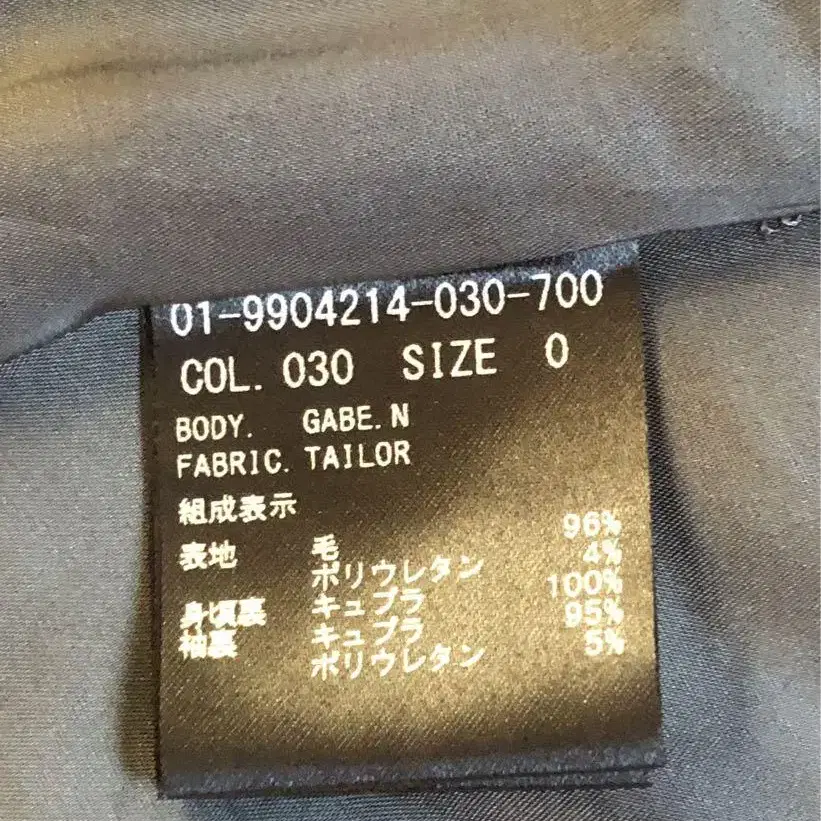 01-9904214-030-700
COL. 030 SIZE 0
BODY. GABE.N
FABRIC. TAILOR
組成表示
表地 毛 96%
ポリウレタン 4%
身頃裏 キュプラ 100%
袖裏 キュプラ 95%
ポリウレタン 5%